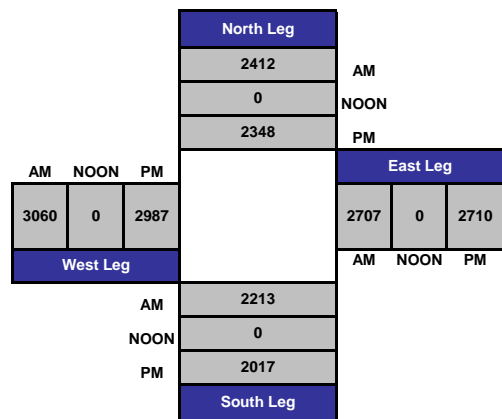 North Leg
2412 AM
0 NOON
2348 PM
AM NOON PM East Leg
3060 0 2987 2707 0 2710
West Leg AM NOON PM
AM 2213
NOON 0
PM 2017
South Leg